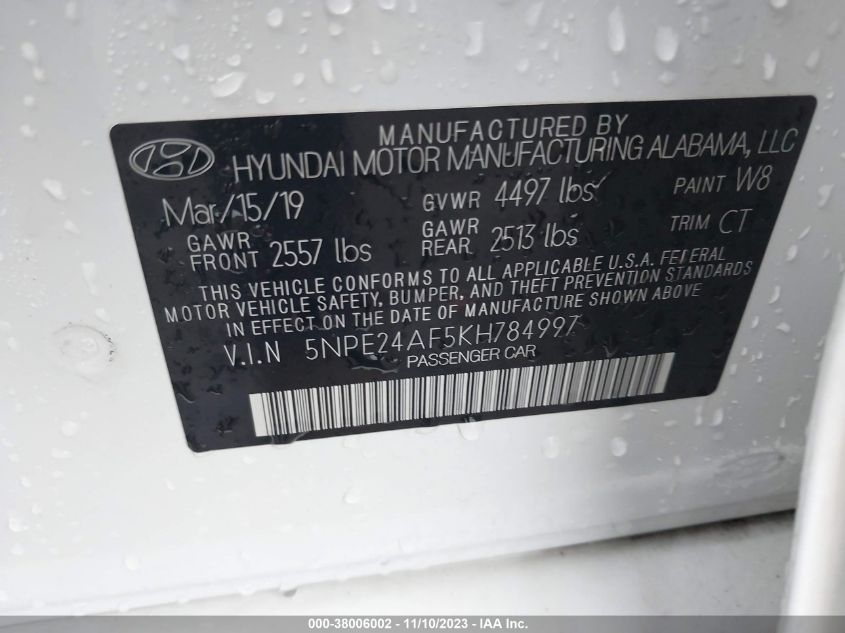 MANUFACTURED BY
HYUNDAI MOTOR MANUFACTURING ALABAMA, LLC
Mar/15/19 GVWR 4497 lbs PAINT W8
GAWR FRONT 2557 lbs GAWR REAR 2513 lbs TRIM CT
THIS VEHICLE CONFORMS TO ALL APPLICABLE U.S.A. FEDERAL
MOTOR VEHICLE SAFETY, BUMPER, AND THEFT PREVENTION STANDARDS
IN EFFECT ON THE DATE OF MANUFACTURE SHOWN ABOVE
V.I.N 5NPE24AF5KH784997
PASSENGER CAR
000-38006002 - 11/10/2023 - IAA Inc.